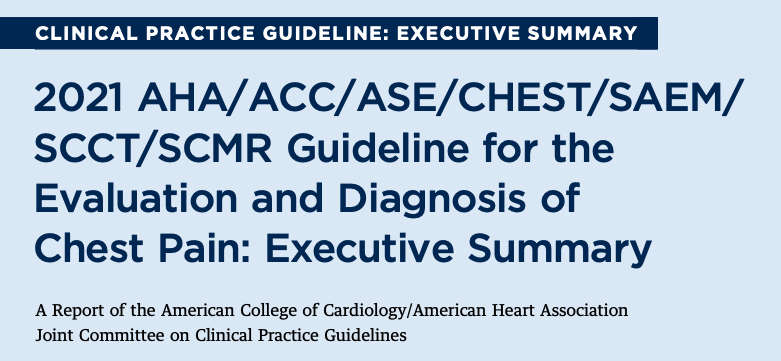 CLINICAL PRACTICE GUIDELINE: EXECUTIVE SUMMARY
2021 AHA/ACC/ASE/CHEST/SAEM/
SCCT/SCMR Guideline for the
Evaluation and Diagnosis of
Chest Pain: Executive Summary
A Report of the American College of Cardiology/American Heart Association
Joint Committee on Clinical Practice Guidelines